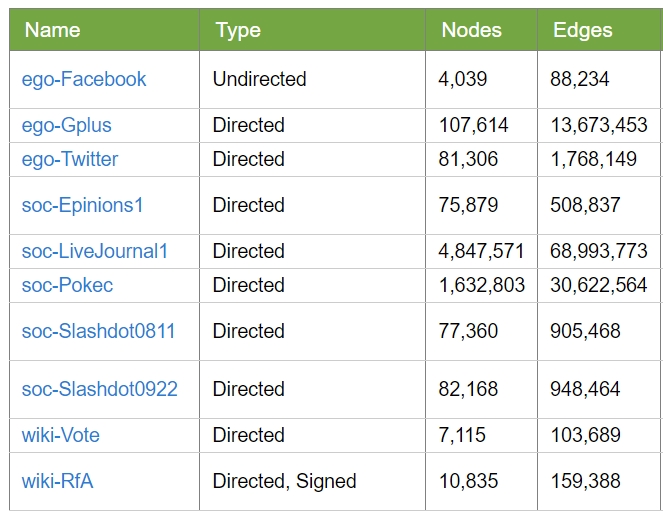 Name Type Nodes Edges
ego-Facebook Undirected 4,039 88,234
ego-Gplus Directed 107,614 13,673,453
ego-Twitter Directed 81,306 1,768,149
soc-Epinions1 Directed 75,879 508,837
soc-LiveJournal1 Directed 4,847,571 68,993,773
soc-Pokec Directed 1,632,803 30,622,564
soc-Slashdot0811 Directed 77,360 905,468
soc-Slashdot0922 Directed 82,168 948,464
wiki-Vote Directed 7,115 103,689
wiki-RfA Directed, Signed 10,835 159,388